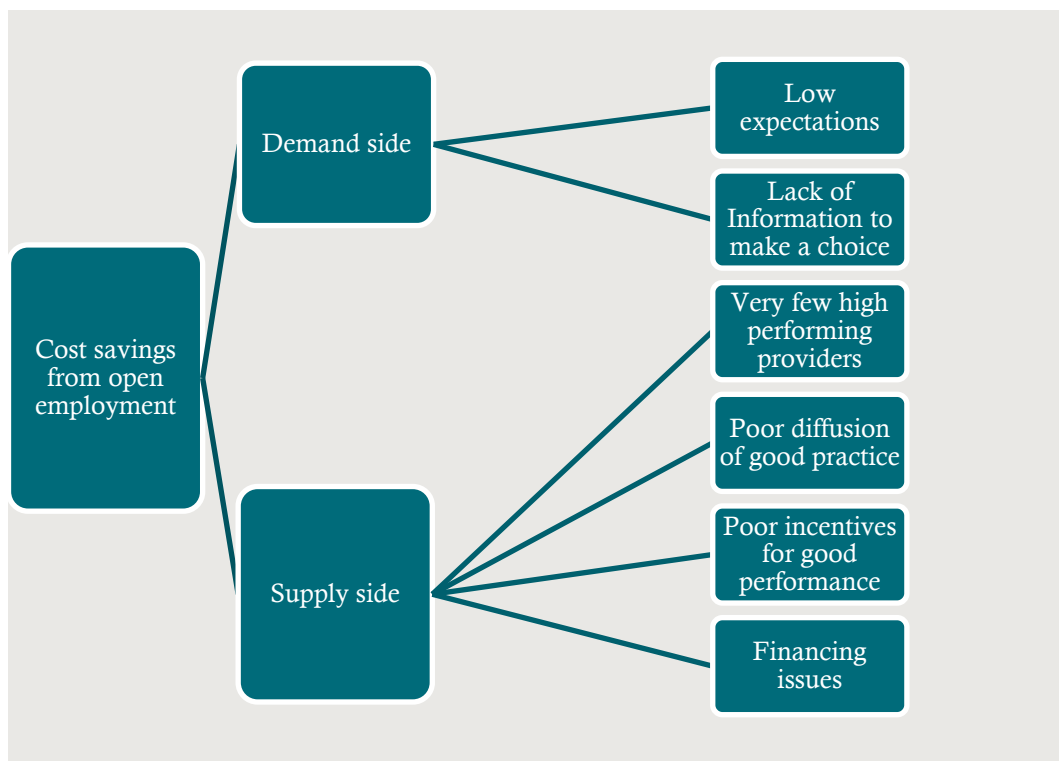 Cost savings
from open
employment
Demand side
Low
expectations
Lack of
Information to
make a choice
Supply side
Very few high
performing
providers
Poor diffusion
of good practice
Poor incentives
for good
performance
Financing
issues